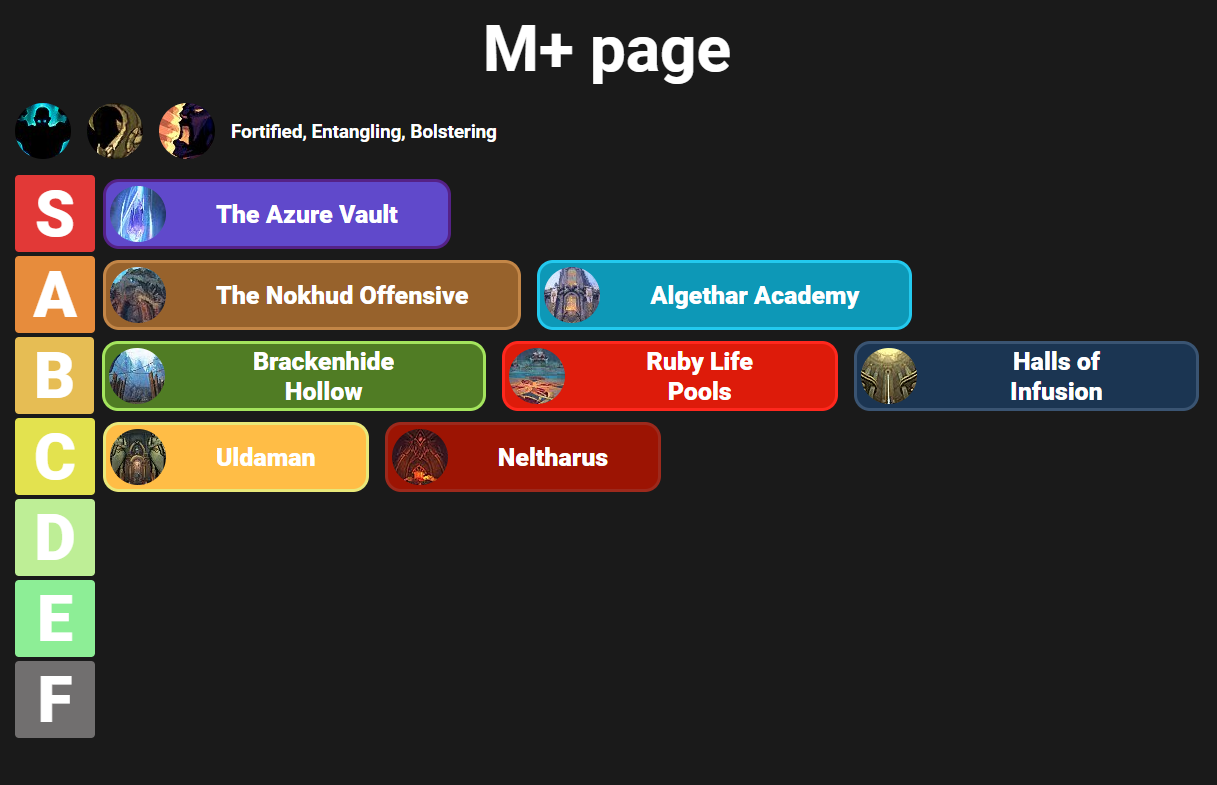 M+ page
Fortified, Entangling, Bolstering
S
The Azure Vault
A
The Nokhud Offensive
Algethar Academy
B
Brackenhide
Hollow
Ruby Life
Pools
Halls of
Infusion
C
Uldaman
Neltharus
D
E
F